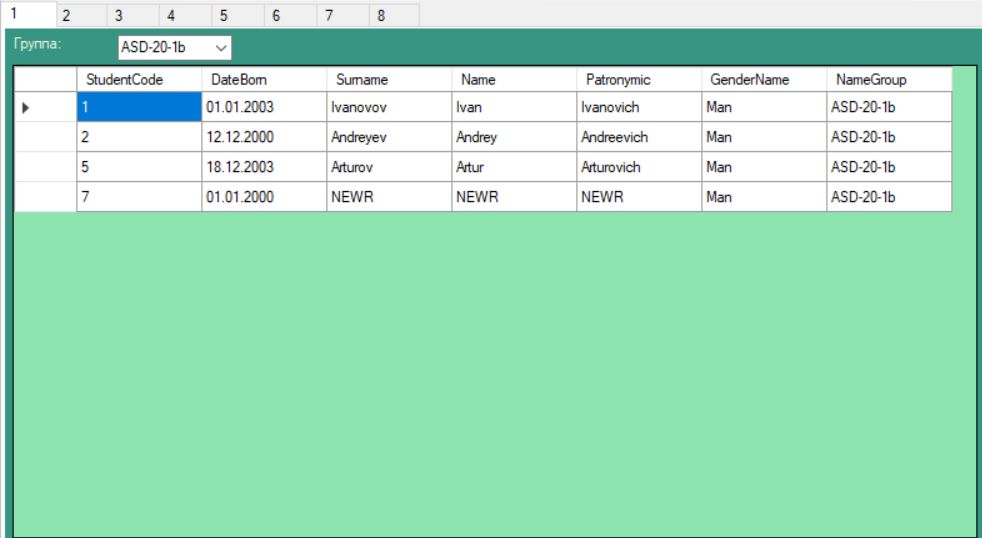 1 2 3 4 5 6 7 8
Группа: ASD-20-1b
StudentCode DateBorn Surname Name Patronymic GenderName NameGroup
1 01.01.2003 Ivanovov Ivan Ivanovich Man ASD-20-1b
2 12.12.2000 Andreyev Andrey Andreevich Man ASD-20-1b
5 18.12.2003 Arturov Artur Arturovich Man ASD-20-1b
7 01.01.2000 NEWR NEWR NEWR Man ASD-20-1b